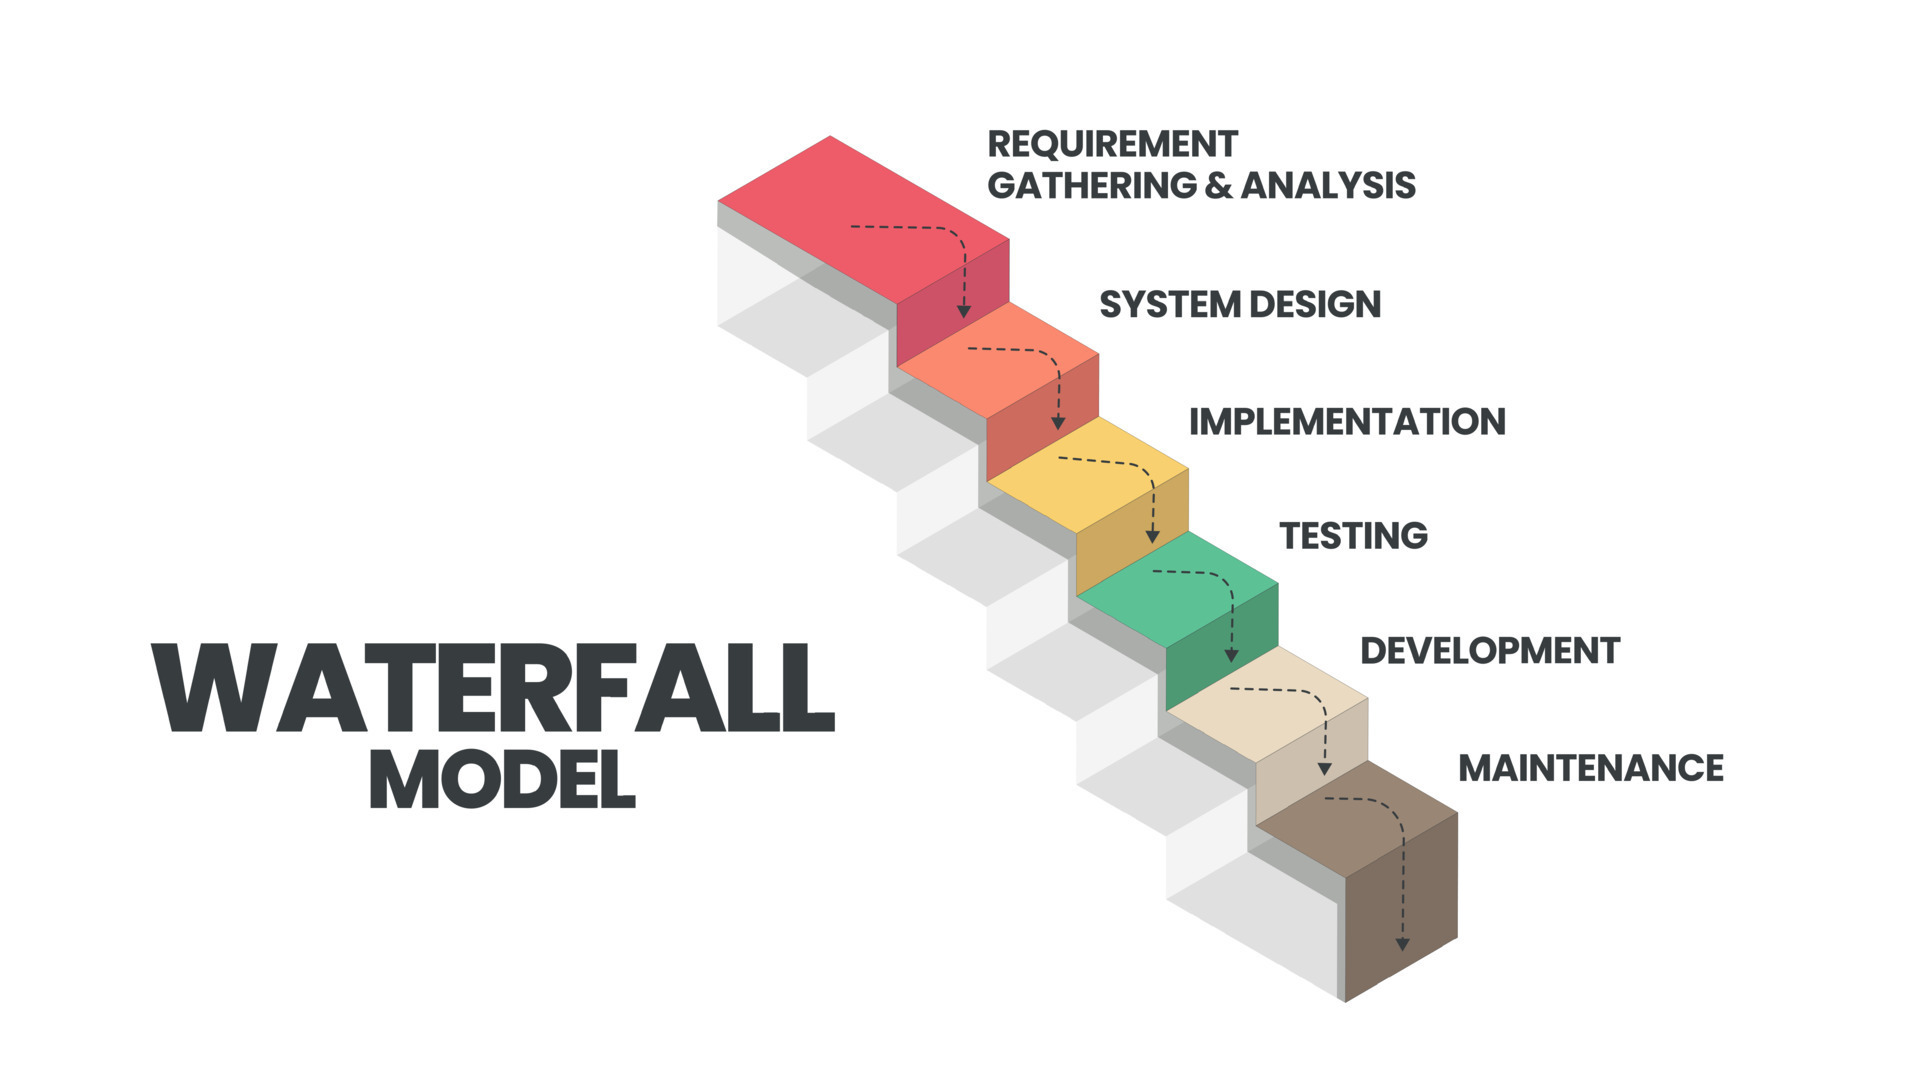 REQUIREMENT
GATHERING & ANALYSIS
SYSTEM DESIGN
IMPLEMENTATION
TESTING
DEVELOPMENT
MAINTENANCE
WATERFALL
MODEL